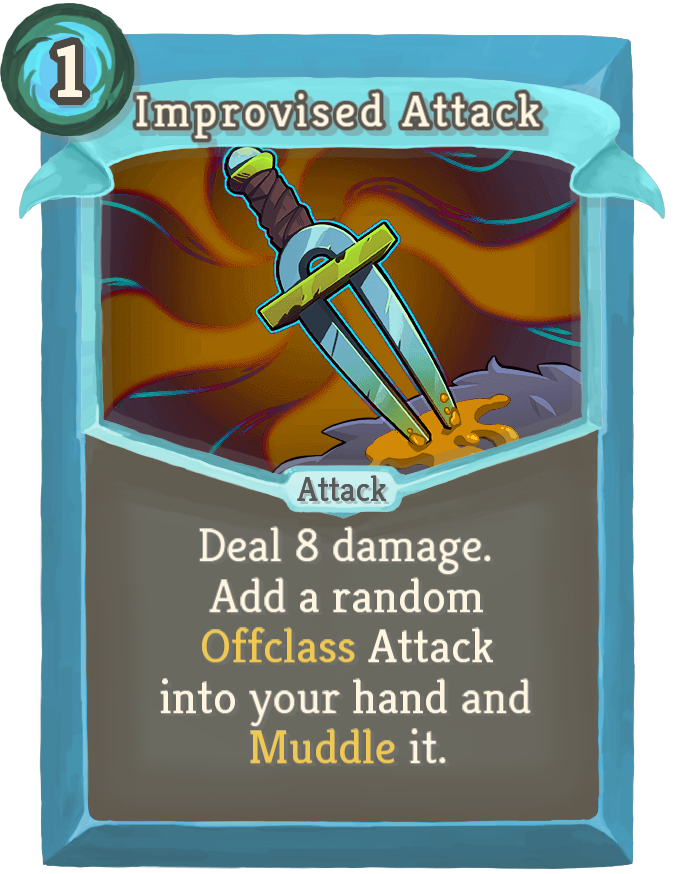 1
Improvised Attack
Attack
Deal 8 damage.
Add a random
Offclass Attack
into your hand and
Muddle it.